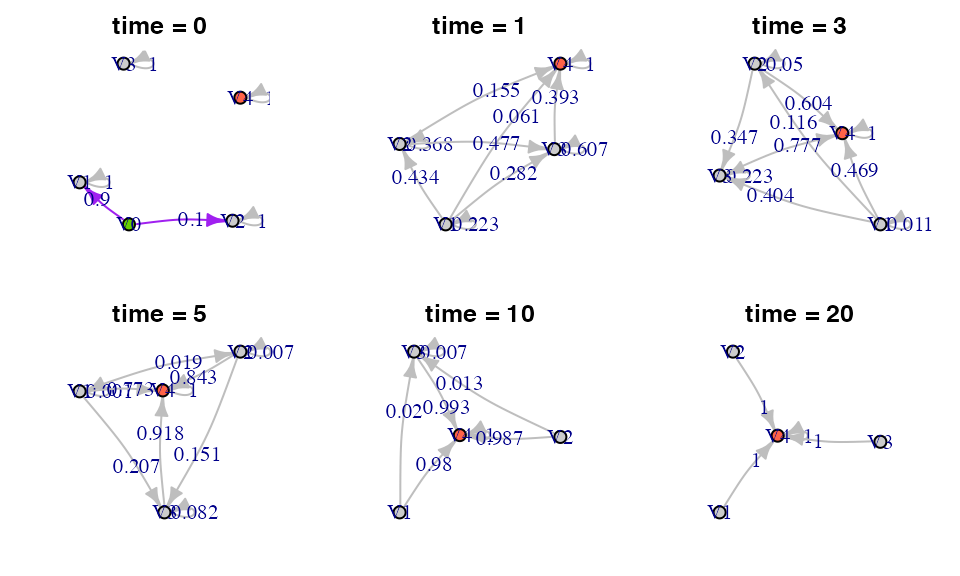 time = 0
V3 1
V4 1
V1 1
0.9
V0
0.1
V2 1
time = 1
V4 1
0.155
0.393
0.061
V2 0.368
0.477
V3 0.607
0.434
0.282
V1 0.223
time = 3
V2 0.05
0.604
0.116
V4 1
0.347
0.777
0.469
V3 0.223
0.404
V1 0.011
time = 5
V2 0.007
0.019
0.843
V1 0.001
0.773
V4 1
0.918
0.151
0.207
V3 0.082
time = 10
V3 0.007
0.013
0.02
0.993
V4 1
0.987
V2
0.98
V1
time = 20
V2
1
V4 1
1
V3
1
V1